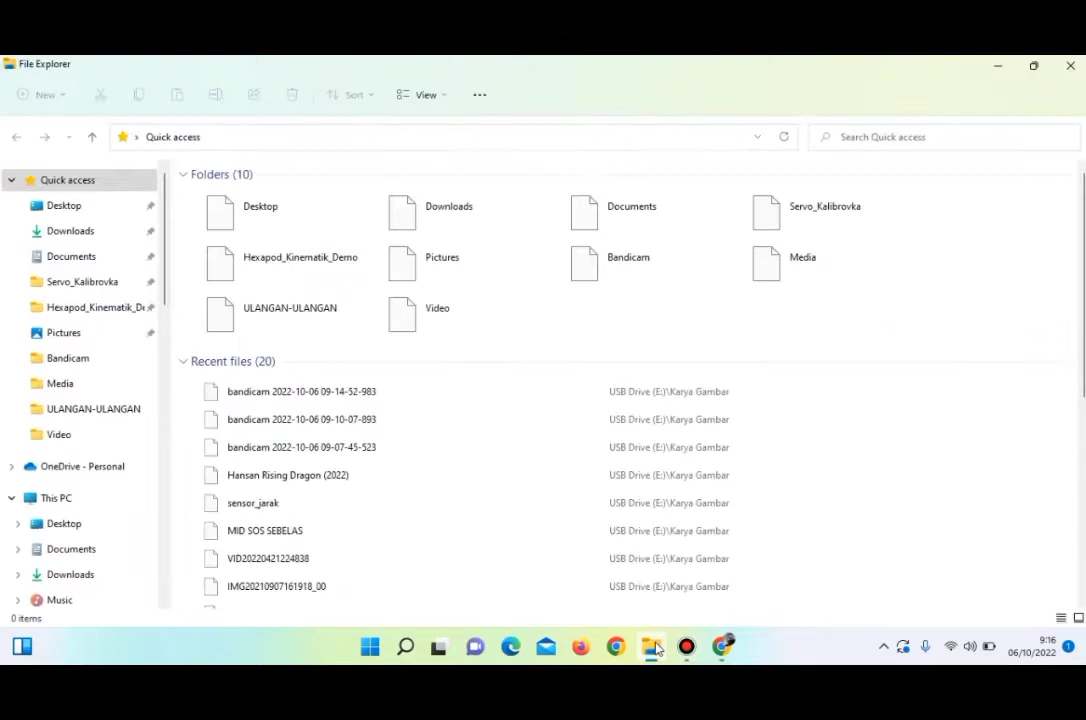 File Explorer
New Sort View
Quick access Search Quick access
Quick access
Desktop
Downloads
Documents
Servo_Kalibrovka
Hexapod_Kinematik_De
Pictures
Bandicam
Media
ULANGAN-ULANGAN
Video
OneDrive - Personal
This PC
Desktop
Documents
Downloads
Music
Folders (10)
Desktop Downloads Documents Servo_Kalibrovka
Hexapod_Kinematik_Demo Pictures Bandicam Media
ULANGAN-ULANGAN Video
Recent files (20)
bandicam 2022-10-06 09-14-52-983 USB Drive (E:)\Karya Gambar
bandicam 2022-10-06 09-10-07-893 USB Drive (E:)\Karya Gambar
bandicam 2022-10-06 09-07-45-523 USB Drive (E:)\Karya Gambar
Hansan Rising Dragon (2022) USB Drive (E:)\Karya Gambar
sensor_jarak USB Drive (E:)\Karya Gambar
MID SOS SEBELAS USB Drive (E:)\Karya Gambar
VID20220421224838 USB Drive (E:)\Karya Gambar
IMG20210907161918_00 USB Drive (E:)\Karya Gambar
0 items
9:16
06/10/2022 1